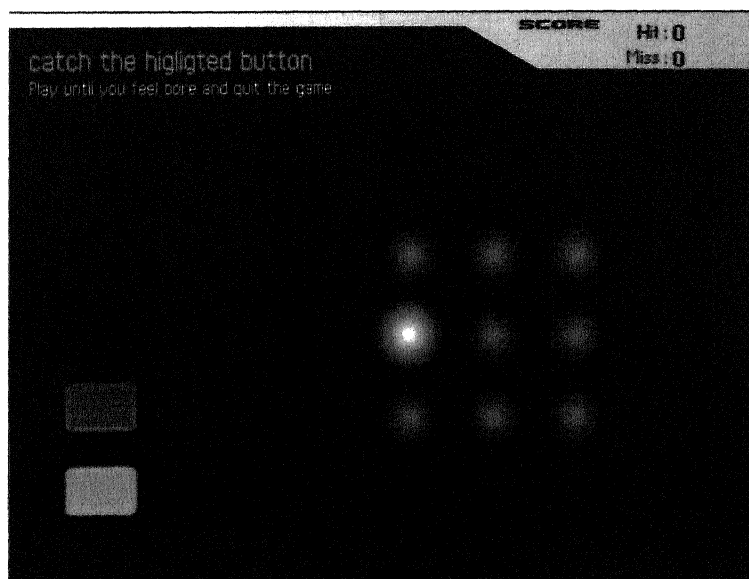 SCORE
Hit : 0
Miss : 0
catch the higligted button
Play until you feel bore and quit the game